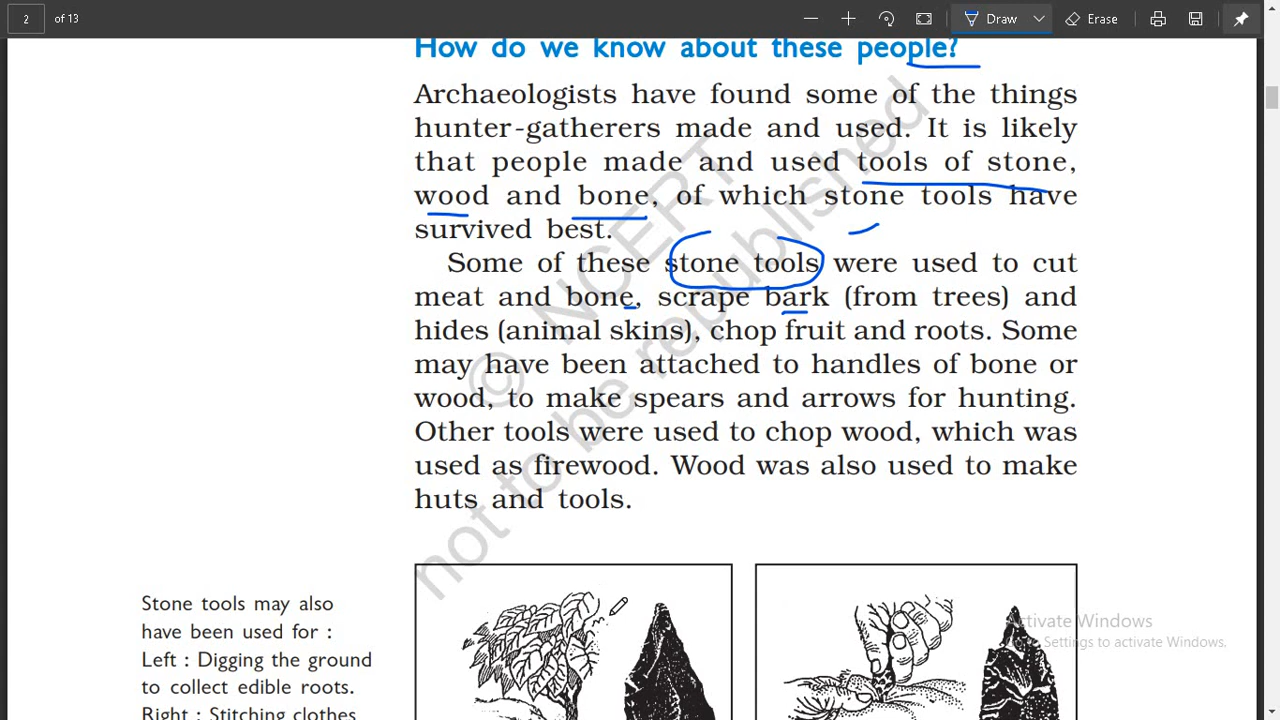 2
of 13
Draw
Erase
How do we know about these people?
Archaeologists have found some of the things
hunter-gatherers made and used. It is likely
that people made and used tools of stone,
wood and bone, of which stone tools have
survived best.
Some of these stone tools were used to cut
meat and bone, scrape bark (from trees) and
hides (animal skins), chop fruit and roots. Some
may have been attached to handles of bone or
wood, to make spears and arrows for hunting.
Other tools were used to chop wood, which was
used as firewood. Wood was also used to make
huts and tools.
© NCERT
not to be republished
Stone tools may also
have been used for :
Left : Digging the ground
to collect edible roots.
Right : Stitching clothes
Activate Windows
Settings to activate Windows.